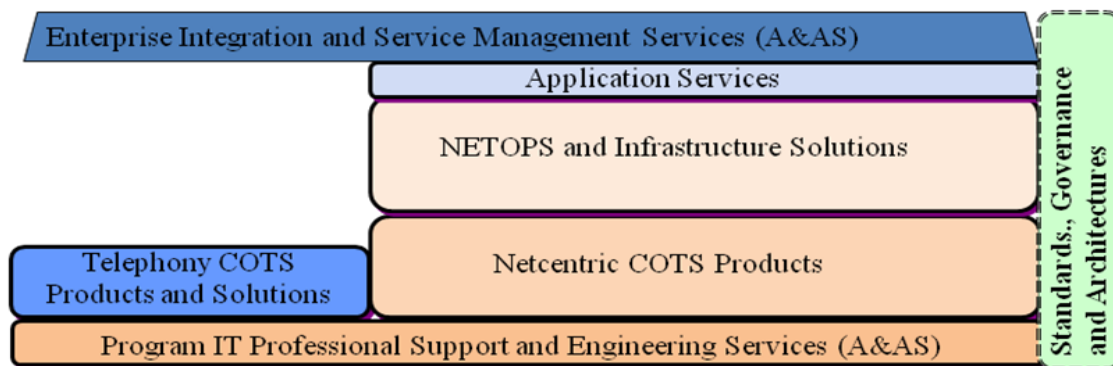 Enterprise Integration and Service Management Services (A&AS)
Application Services
NETOPS and Infrastructure Solutions
Netcentric COTS Products
Telephony COTS
Products and Solutions
Program IT Professional Support and Engineering Services (A&AS)
Standards., Governance
and Architectures